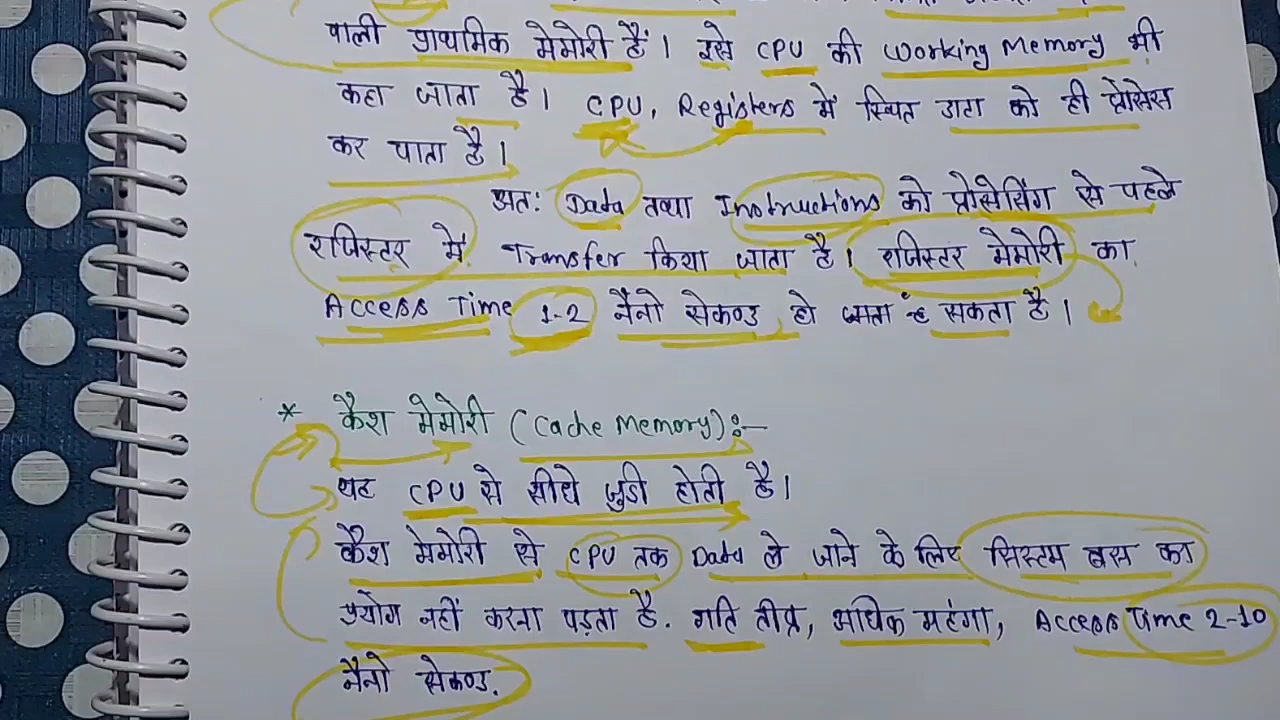 वाली प्राथमिक मेमोरी हैं। इसे CPU की Working Memory भी
कहा जाता है। CPU, Registers में स्थित डाटा को ही प्रोसेस
कर पाता है।
अत: Data तथा Instructions को प्रोसेसिंग से पहले
रजिस्टर में Transfer किया जाता है। रजिस्टर मेमोरी का
Access Time 1-2 नैनो सेकण्ड हो सकता है।
* कैश मेमोरी (Cache Memory):-
यह CPU से सीधे जुडी होती है।
कैश मेमोरी से CPU तक Data ले जाने के लिए सिस्टम बस का
प्रयोग नहीं करना पड़ता है. गति तीव्र, अधिक महंगा, Access Time 2-10
नैनो सेकण्ड.